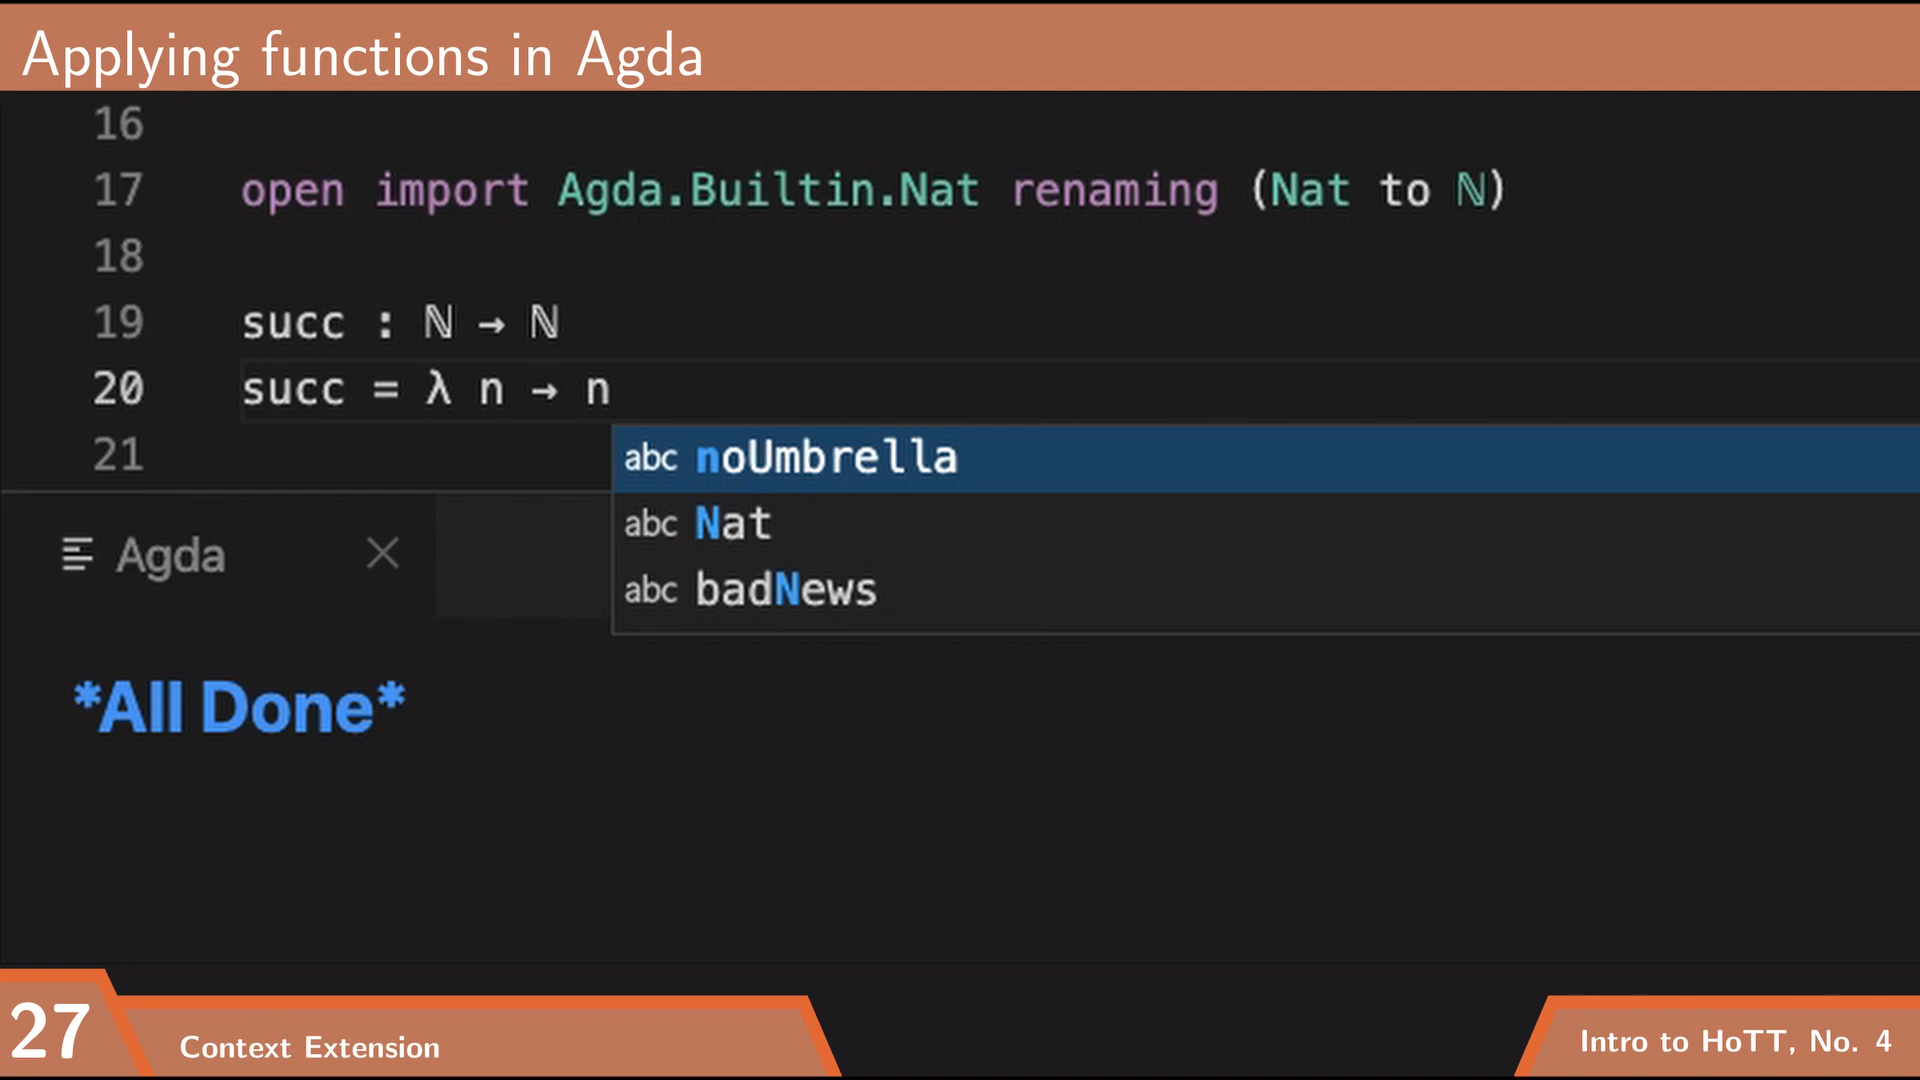 Applying functions in Agda
16
17 open import Agda.Builtin.Nat renaming (Nat to ℕ)
18
19 succ : ℕ → ℕ
20 succ = λ n → n
21
abc noUmbrella
abc Nat
abc badNews
Agda
*All Done*
27 Context Extension
Intro to HoTT, No. 4